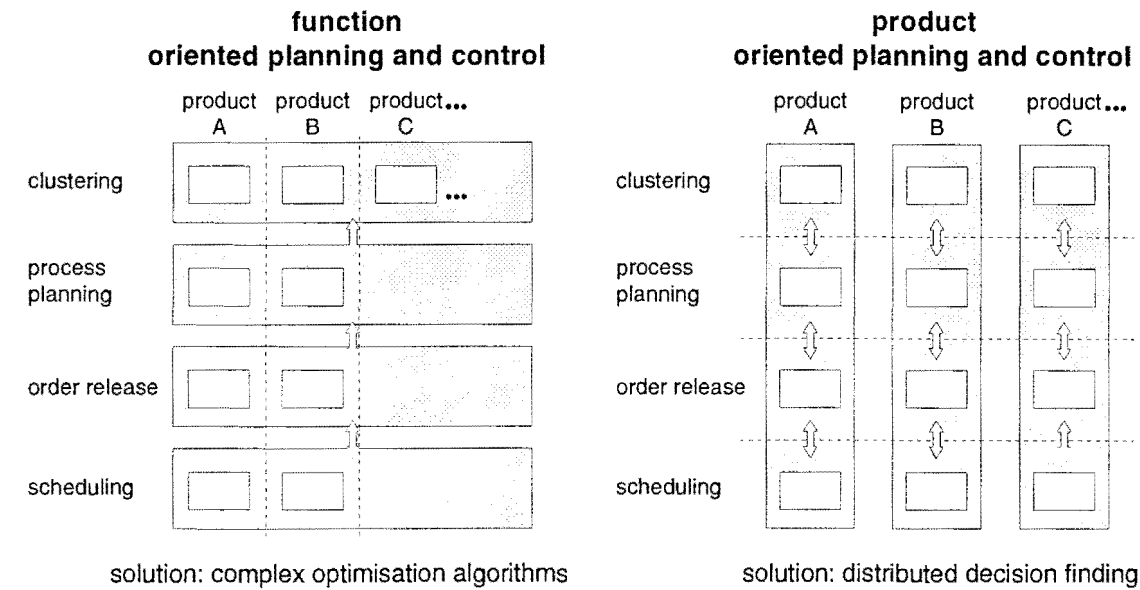 function
oriented planning and control
product product product...
A B C
clustering
...
process
planning
order release
scheduling
solution: complex optimisation algorithms
product
oriented planning and control
product product product...
A B C
clustering
process
planning
order release
scheduling
solution: distributed decision finding